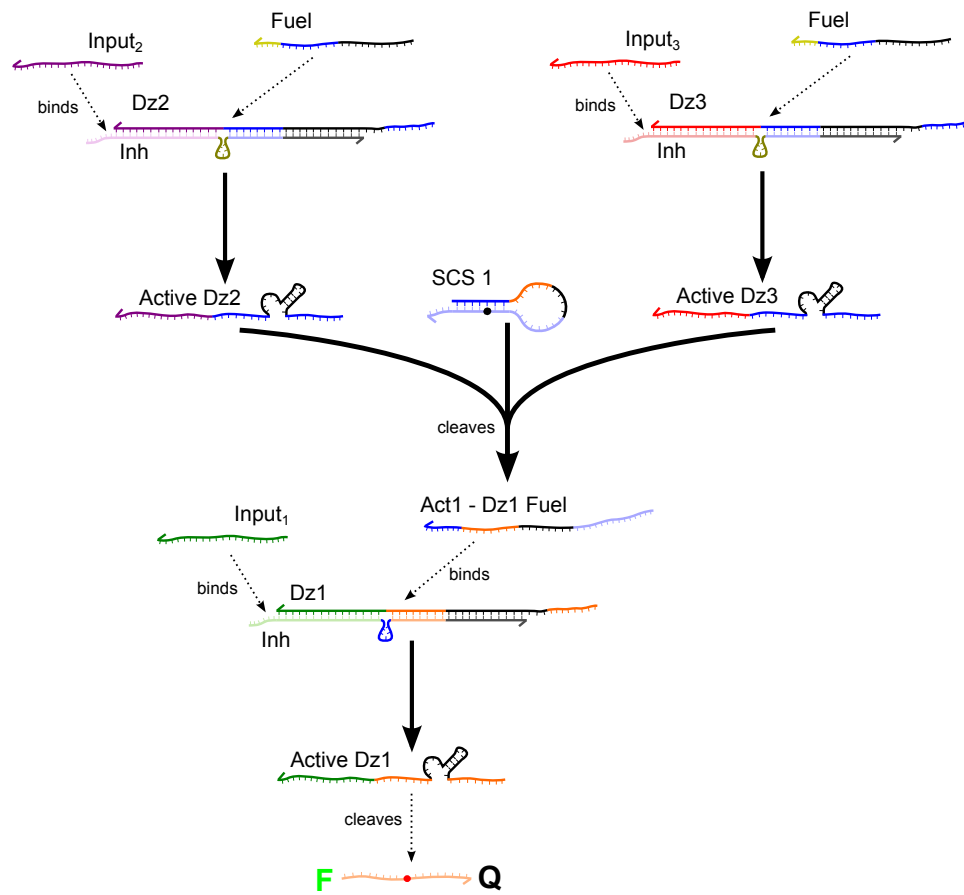 Fuel
Fuel
Input₂
Input₃
binds
Dz2
binds
Dz3
Inh
Inh
SCS 1
Active Dz2
Active Dz3
cleaves
Act1 - Dz1 Fuel
Input₁
binds
binds
Dz1
Inh
Active Dz1
cleaves
F
Q